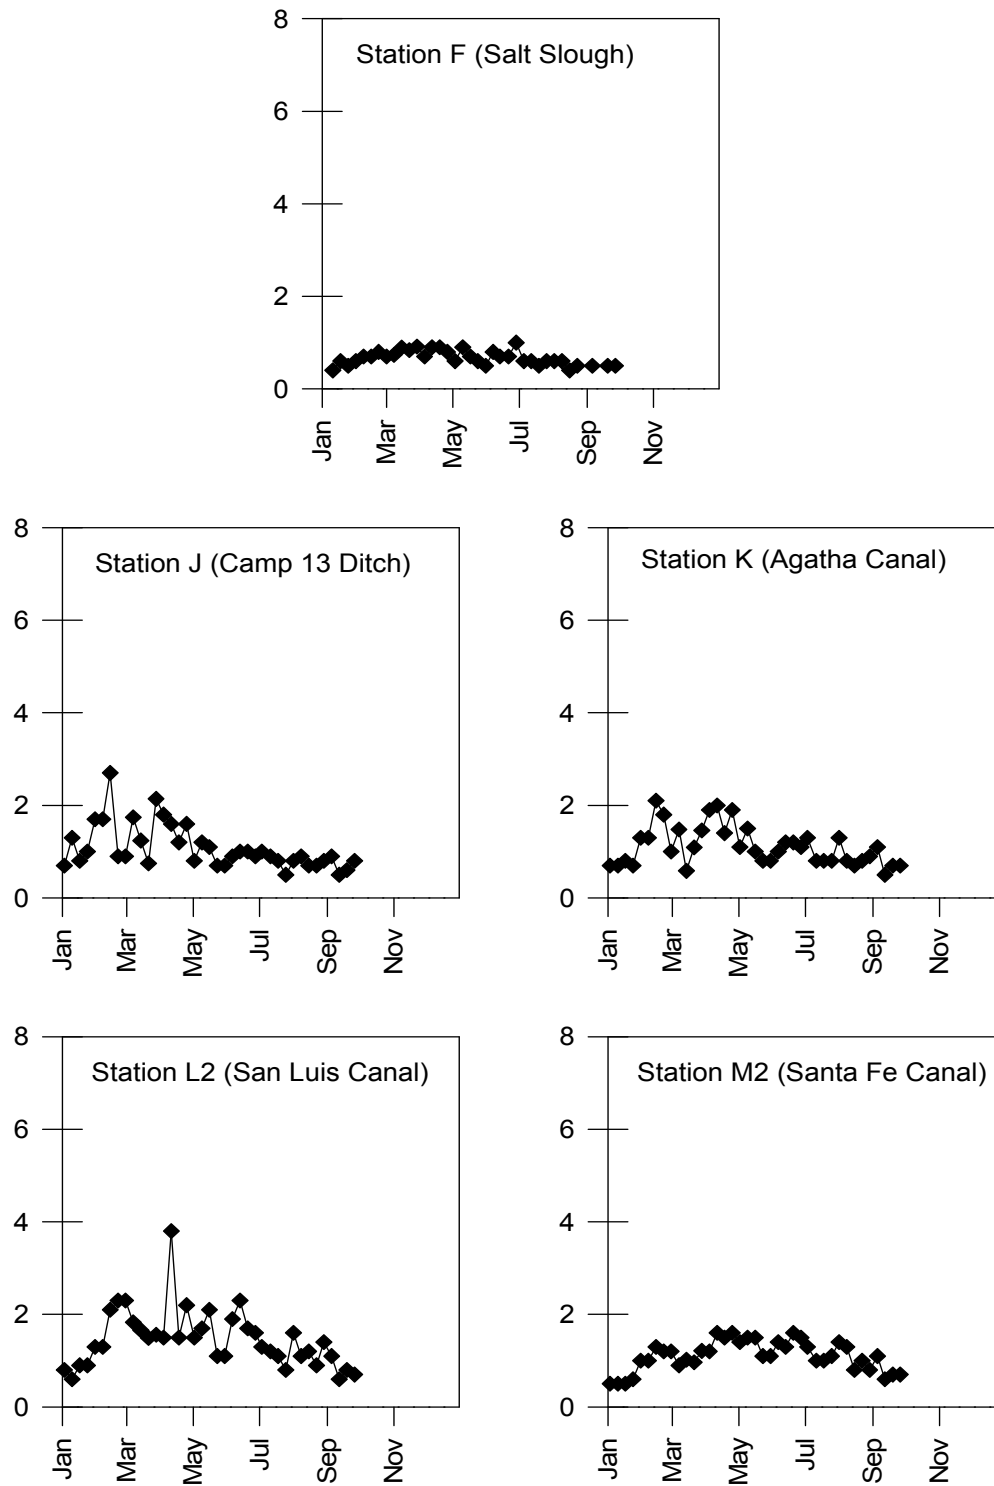 8
Station F (Salt Slough)
6
4
2
0
Jan Mar May Jul Sep Nov
8
Station J (Camp 13 Ditch)
6
4
2
0
Jan Mar May Jul Sep Nov
8
Station K (Agatha Canal)
6
4
2
0
Jan Mar May Jul Sep Nov
8
Station L2 (San Luis Canal)
6
4
2
0
Jan Mar May Jul Sep Nov
8
Station M2 (Santa Fe Canal)
6
4
2
0
Jan Mar May Jul Sep Nov